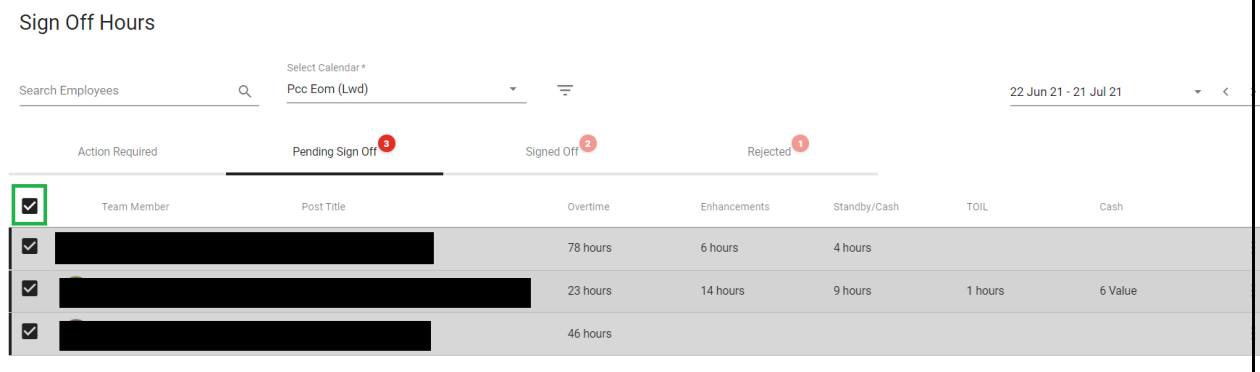 Sign Off Hours
Select Calendar *
Search Employees
Pcc Eom (Lwd)
22 Jun 21 - 21 Jul 21
Action Required
Pending Sign Off 3
Signed Off 2
Rejected 1
Team Member Post Title Overtime Enhancements Standby/Cash TOIL Cash
78 hours 6 hours 4 hours
23 hours 14 hours 9 hours 1 hours 6 Value
46 hours